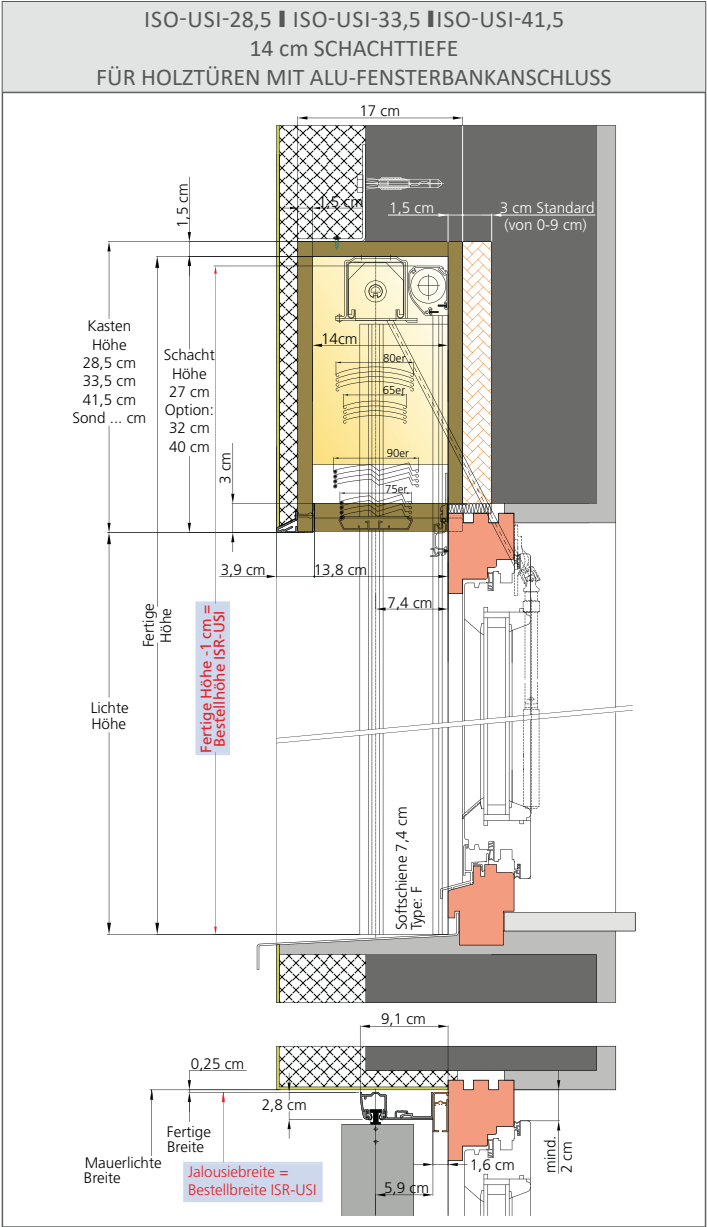 ISO-USI-28,5 ▌ISO-USI-33,5 ▌ISO-USI-41,5
14 cm SCHACHTTIEFE
FÜR HOLZTÜREN MIT ALU-FENSTERBANKANSCHLUSS
17 cm
1,5 cm
1,5 cm
1,5 cm
3 cm Standard
(von 0-9 cm)
Kasten
Höhe
28,5 cm
33,5 cm
41,5 cm
Sond ... cm
Schacht
Höhe
27 cm
Option:
32 cm
40 cm
14cm
80er
65er
90er
75er
3 cm
3,9 cm
13,8 cm
7,4 cm
Fertige
Höhe
Fertige Höhe -1 cm =
Bestellhöhe ISR-USI
Lichte
Höhe
Softschiene 7,4 cm
Type: F
9,1 cm
0,25 cm
2,8 cm
Fertige
Breite
Mauerlichte
Breite
Jalousiebreite =
Bestellbreite ISR-USI
1,6 cm
5,9 cm
mind.
2 cm